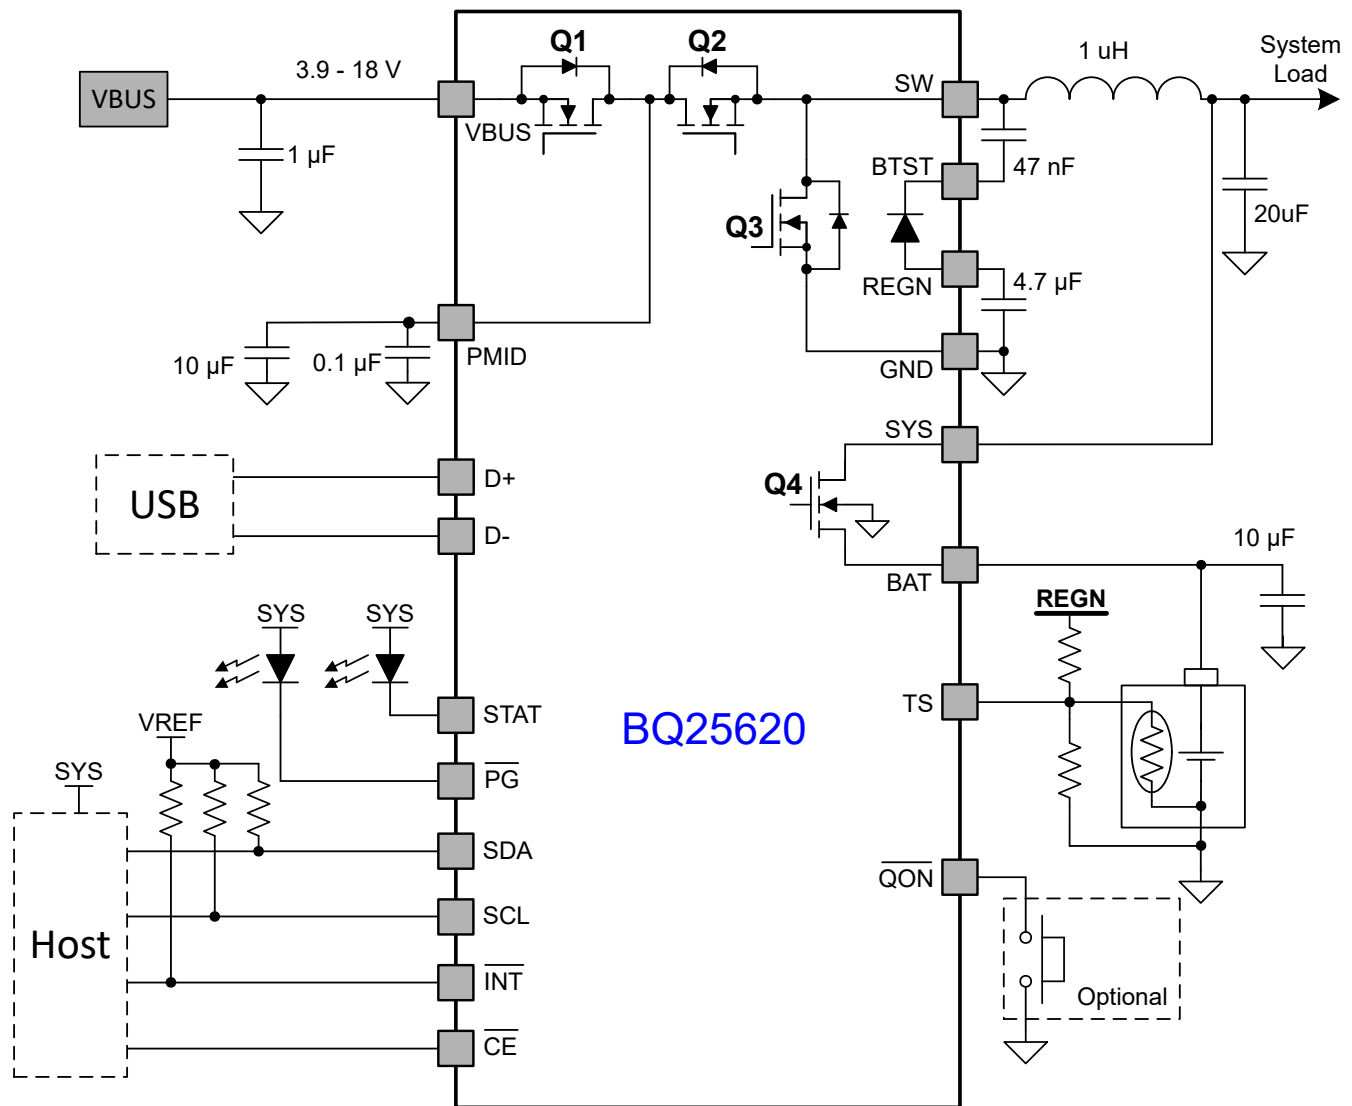 Q1
Q2
1 uH
System
Load
3.9 - 18 V
VBUS
SW
VBUS
1 µF
BTST
47 nF
20uF
Q3
REGN
4.7 µF
PMID
10 µF
0.1 µF
GND
SYS
D+
USB
Q4
D-
10 µF
BAT
REGN
SYS
SYS
TS
STAT
BQ25620
VREF
SYS
PG
SDA
QON
SCL
Host
INT
Optional
CE